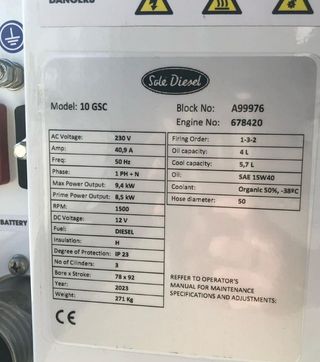 DANGERS
Sole Diesel
Model: 10 GSC
Block No: A99976
Engine No: 678420
AC Voltage: 230 V
Amp: 40,9 A
Freq: 50 Hz
Phase: 1 PH + N
Max Power Output: 9,4 kW
Prime Power Output: 8,5 kW
RPM: 1500
DC Voltage: 12 V
Fuel: DIESEL
Insulation: H
Degree of Protection: IP 23
No of Cylinders: 3
Bore x Stroke: 78 x 92
Year: 2023
Weight: 271 Kg
Firing Order: 1-3-2
Oil capacity: 4 L
Cool capacity: 5,7 L
Oil: SAE 15W40
Coolant: Organic 50%, -38ºC
Hose diameter: 50
REFER TO OPERATOR'S
MANUAL FOR MAINTENANCE
SPECIFICATIONS AND ADJUSTMENTS:
CE
BATTERY